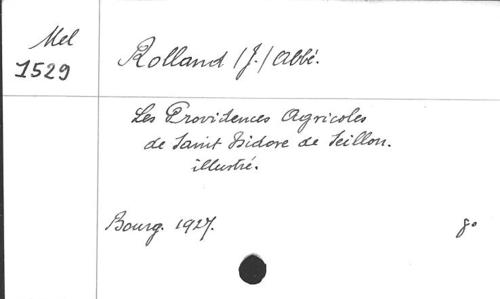 Mel
1529
Rolland (J.) Abbé.
Les Providences Agricoles
de Saint Isidore de Seillon.
illustré.
Bourg. 1927.
8°